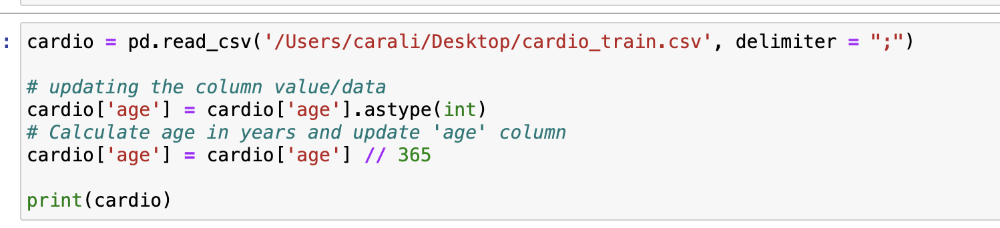 :
cardio = pd.read_csv('/Users/carali/Desktop/cardio_train.csv', delimiter = ";")
# updating the column value/data
cardio['age'] = cardio['age'].astype(int)
# Calculate age in years and update 'age' column
cardio['age'] = cardio['age'] // 365
print(cardio)